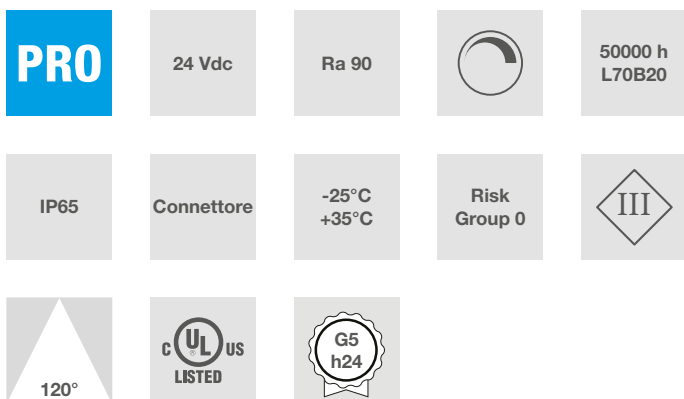 PRO
24 Vdc
Ra 90
50000 h
L70B20
IP65
Connettore
-25°C
+35°C
Risk
Group 0
III
120°
C UL® US
LISTED
G5
h24